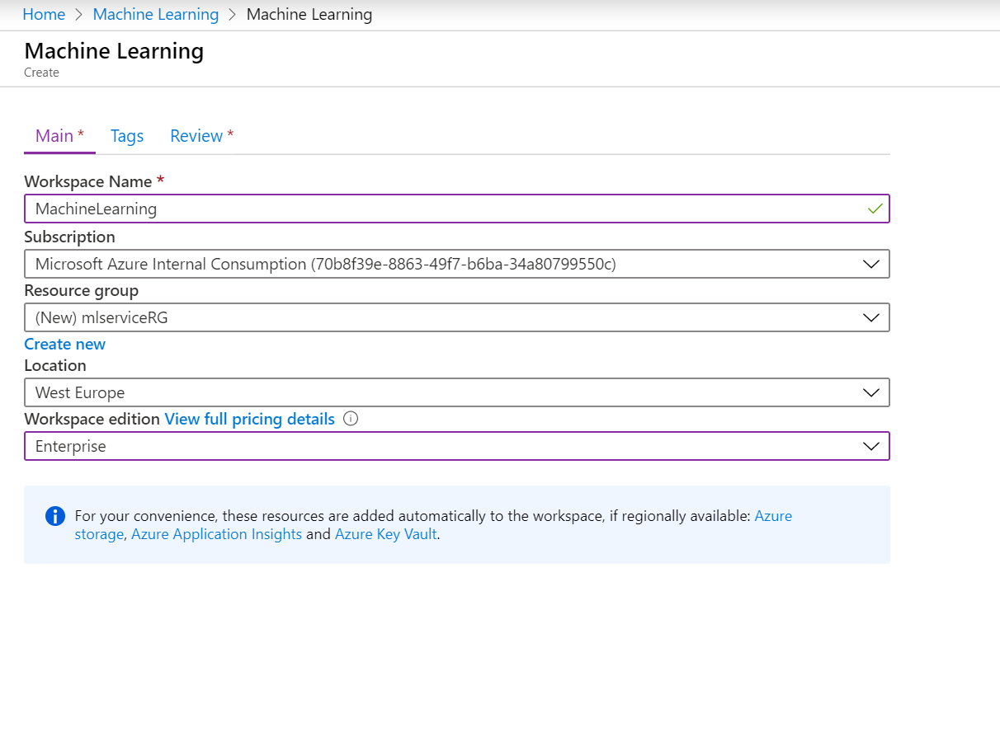 Home > Machine Learning > Machine Learning
Machine Learning
Create
Main * Tags Review *
Workspace Name *
MachineLearning
Subscription
Microsoft Azure Internal Consumption (70b8f39e-8863-49f7-b6ba-34a80799550c)
Resource group
(New) mlserviceRG
Create new
Location
West Europe
Workspace edition View full pricing details
Enterprise
For your convenience, these resources are added automatically to the workspace, if regionally available: Azure
storage, Azure Application Insights and Azure Key Vault.